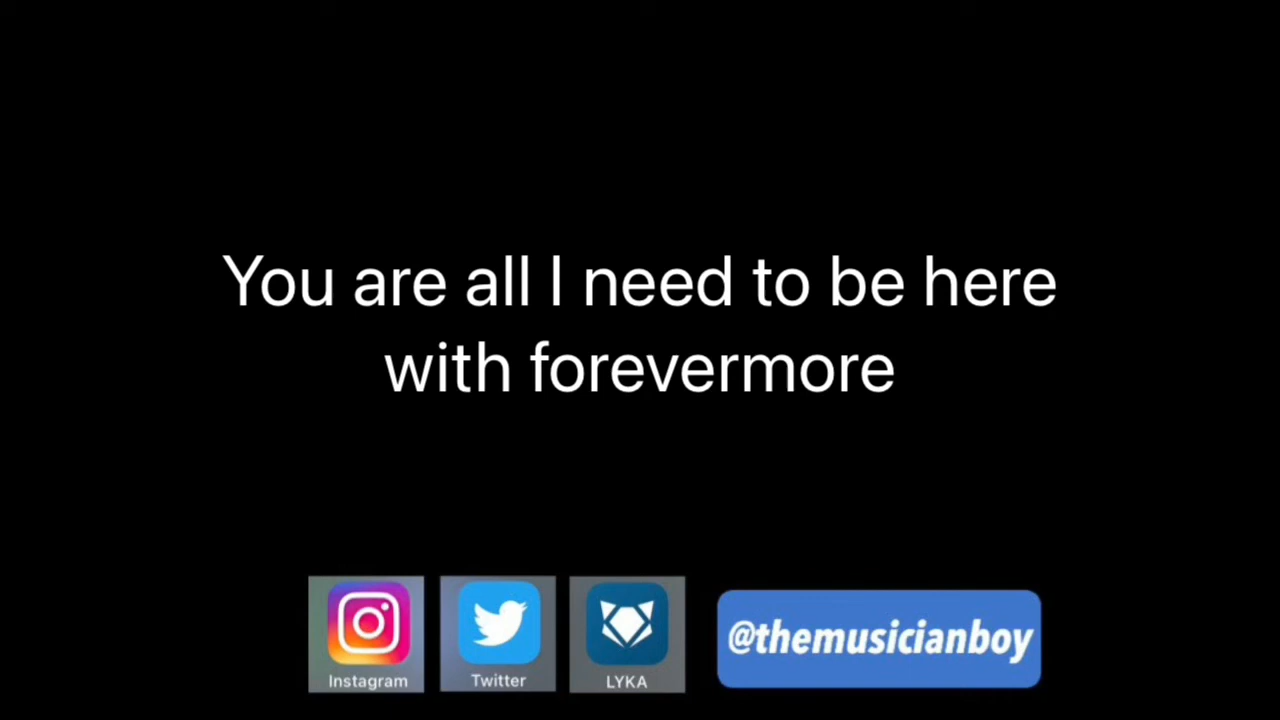 You are all I need to be here
with forevermore
Instagram
Twitter
LYKA
@themusicianboy